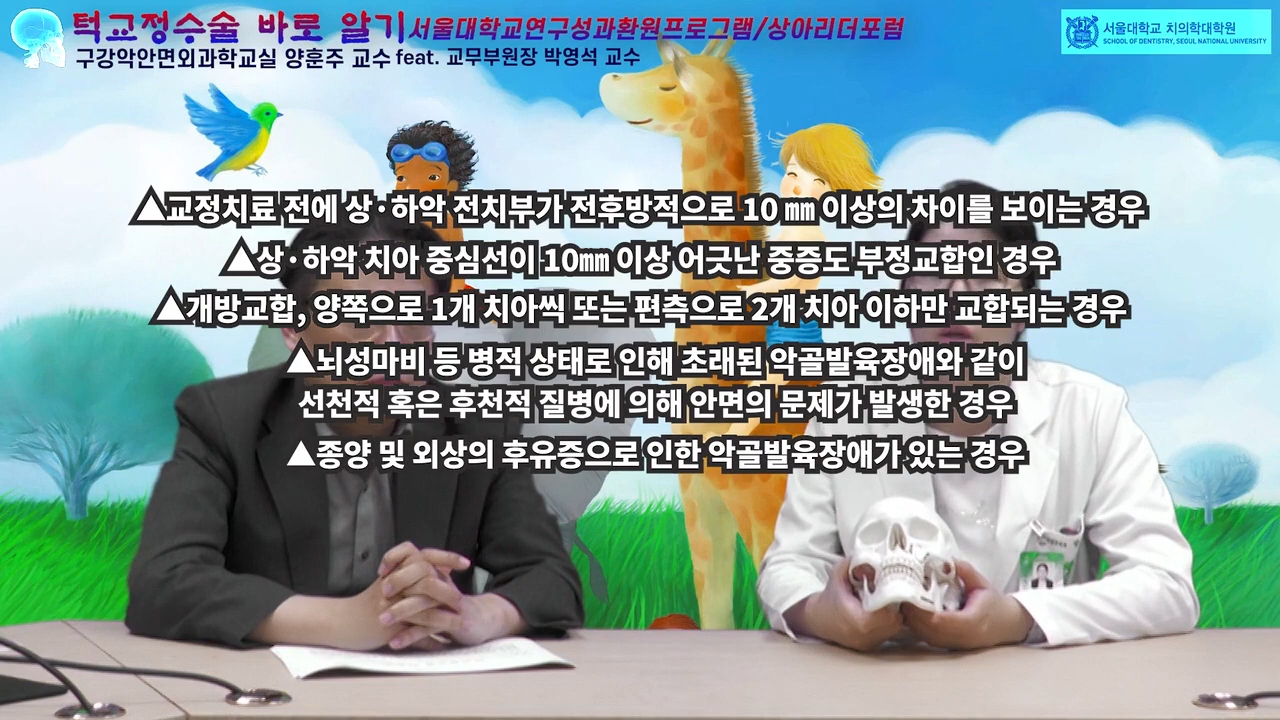 턱교정수술 바로 알기 서울대학교연구성과환원프로그램/상아리더포럼
구강악안면외과학교실 양훈주 교수 feat. 교무부원장 박영석 교수
서울대학교 치의학대학원
SCHOOL OF DENTISTRY, SEOUL NATIONAL UNIVERSITY
▲교정치료 전에 상·하악 전치부가 전후방적으로 10 ㎜ 이상의 차이를 보이는 경우
▲상·하악 치아 중심선이 10㎜ 이상 어긋난 중증도 부정교합인 경우
▲개방교합, 양쪽으로 1개 치아씩 또는 편측으로 2개 치아 이하만 교합되는 경우
▲뇌성마비 등 병적 상태로 인해 초래된 악골발육장애와 같이
선천적 혹은 후천적 질병에 의해 안면의 문제가 발생한 경우
▲종양 및 외상의 후유증으로 인한 악골발육장애가 있는 경우